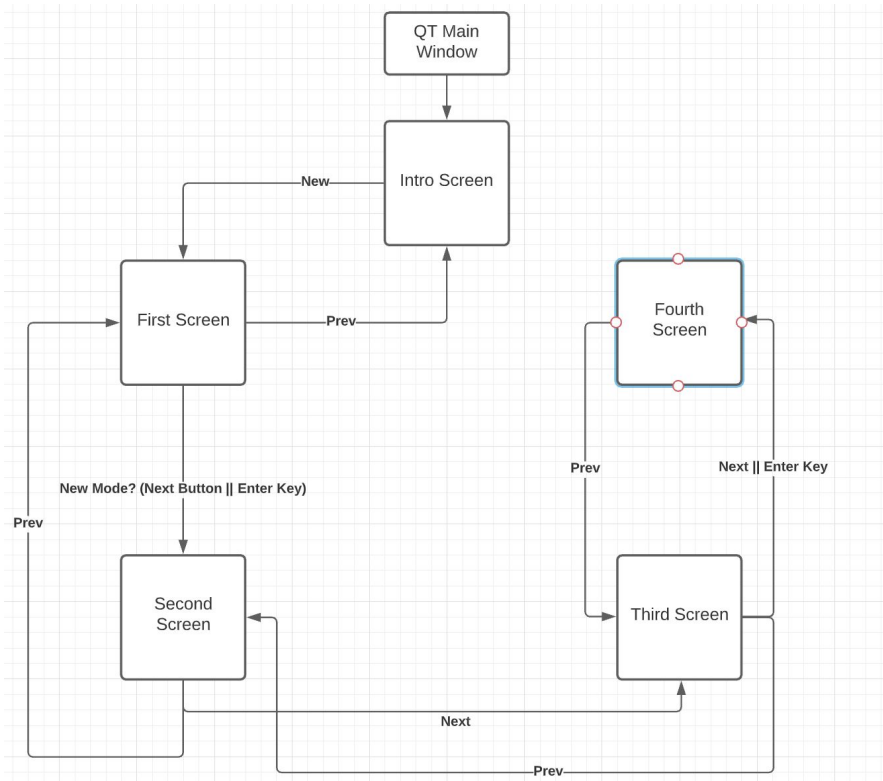 QT Main
Window
Intro Screen
New
First Screen
Prev
Fourth
Screen
Prev
Next || Enter Key
New Mode? (Next Button || Enter Key)
Prev
Second
Screen
Third Screen
Next
Prev